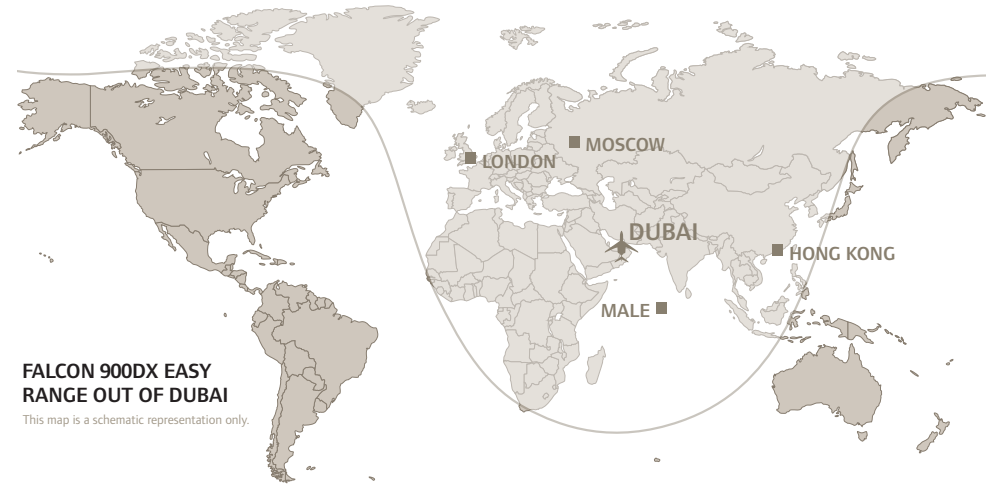 MOSCOW
LONDON
DUBAI
HONG KONG
MALE
FALCON 900DX EASY
RANGE OUT OF DUBAI
This map is a schematic representation only.